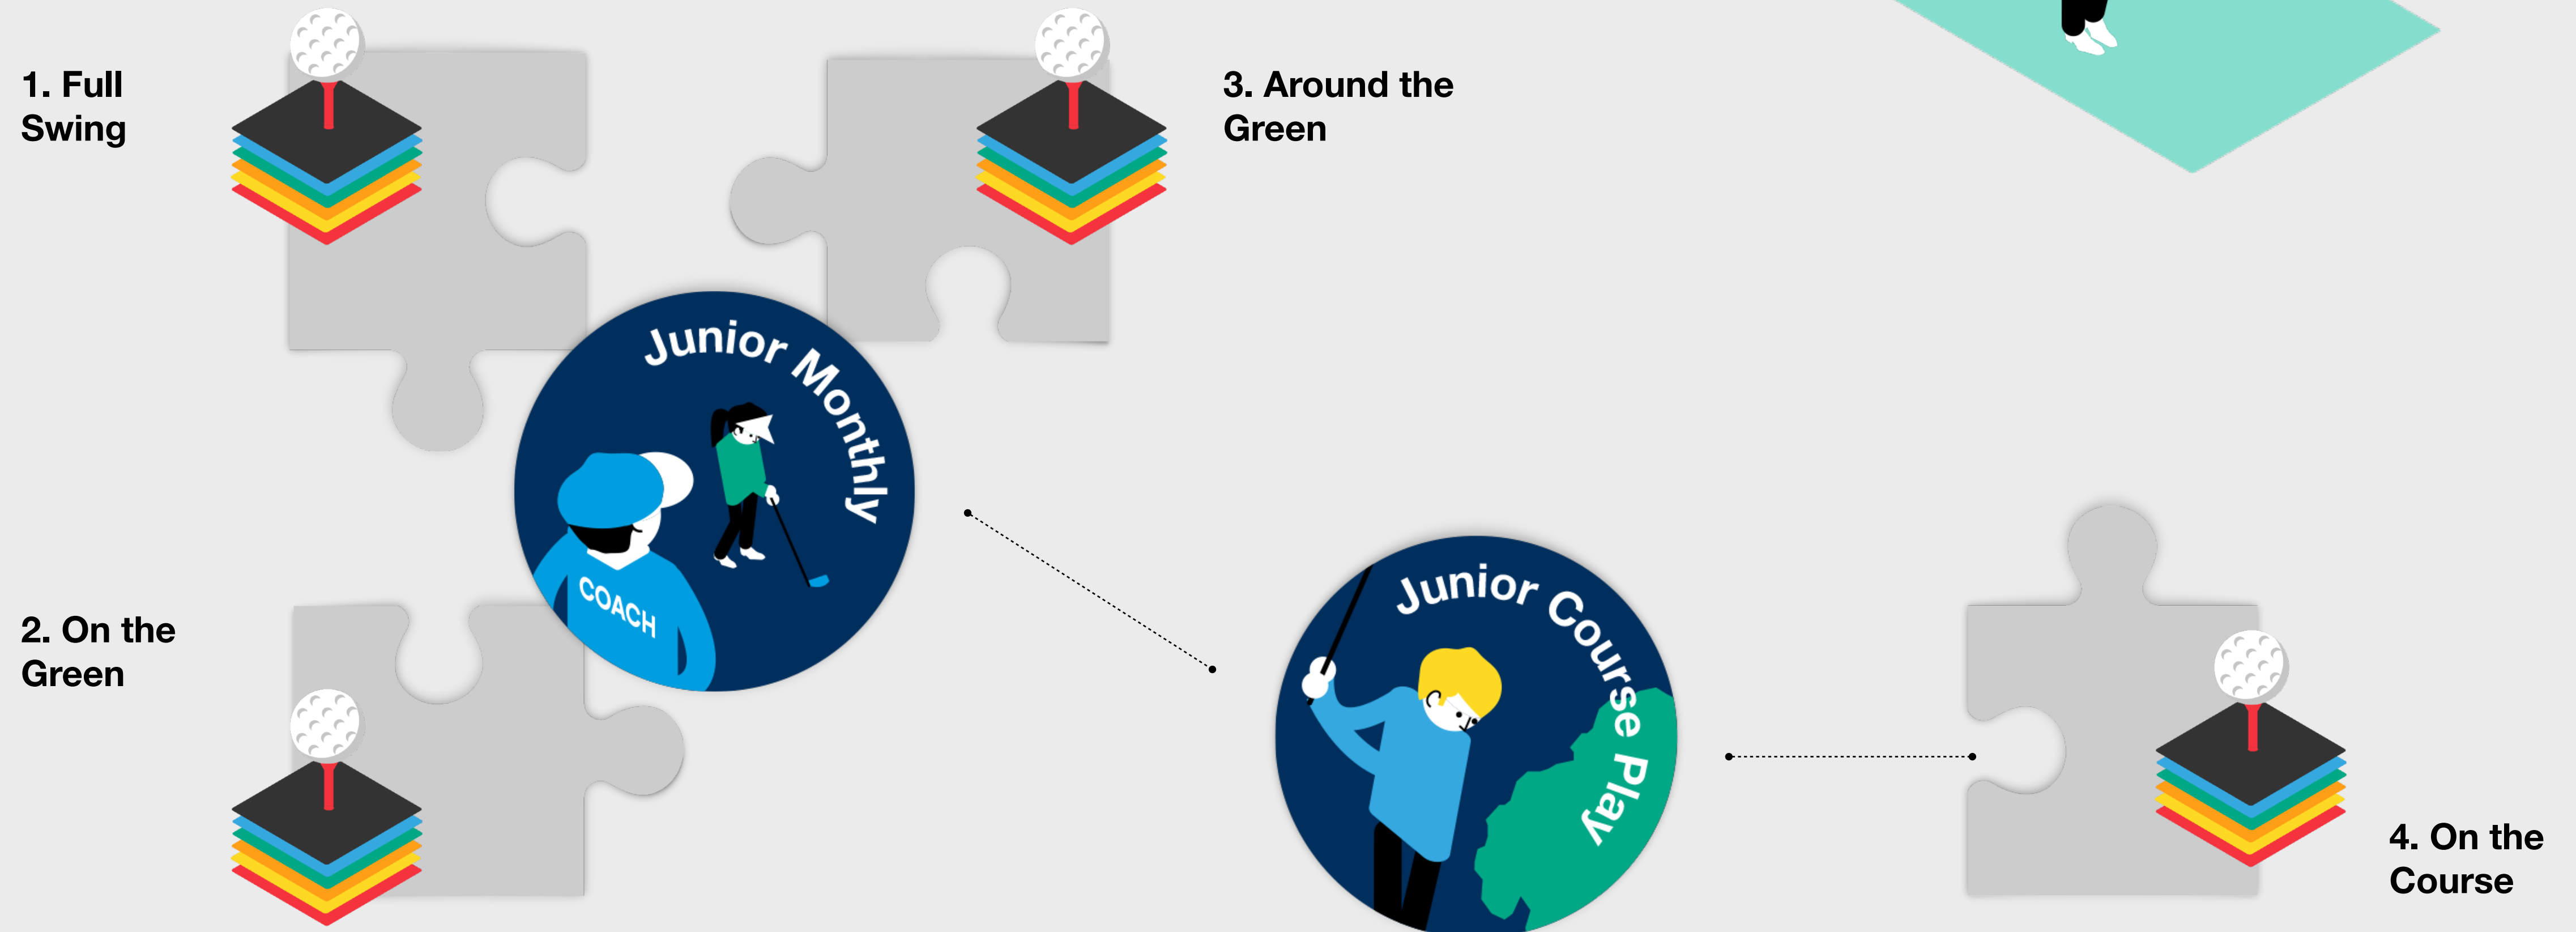 1. Full
Swing
3. Around the
Green
Junior Monthly
COACH
2. On the
Green
Junior Course Play
4. On the
Course